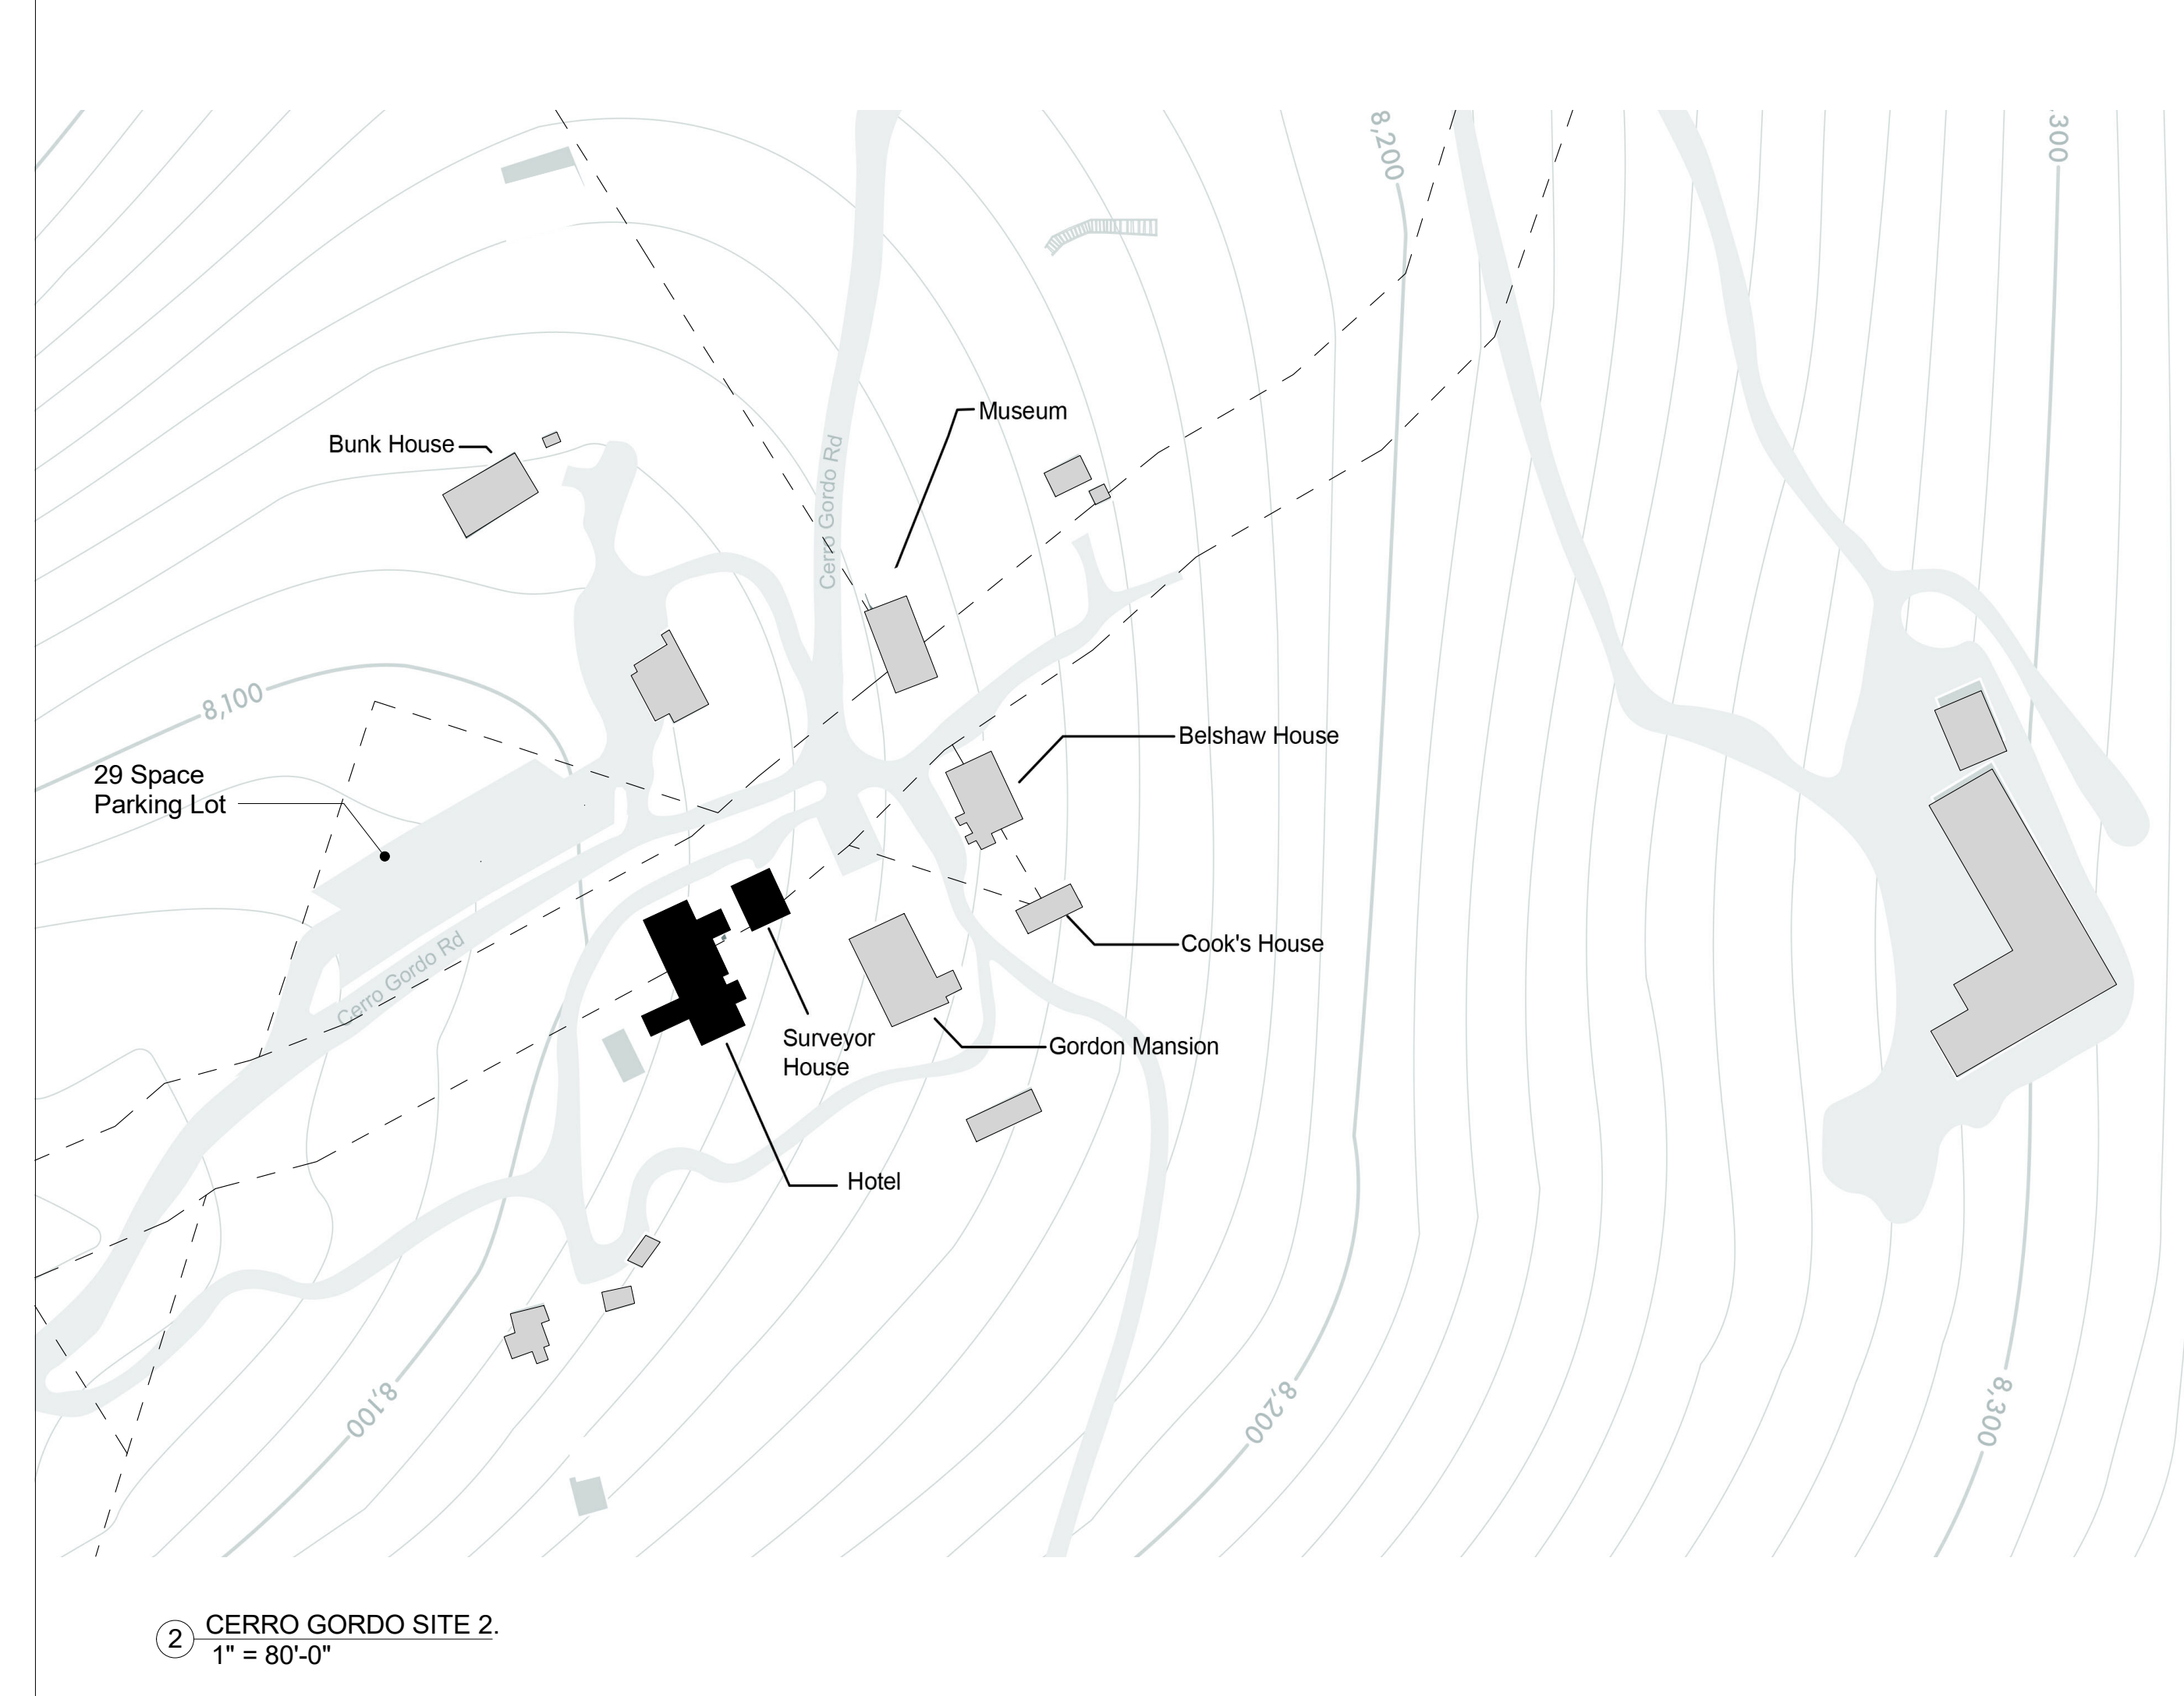 8,200
,300
Museum
Bunk House
Cerro Gordo Rd
8,100
Belshaw House
29 Space
Parking Lot
Cerro Gordo Rd
Cook's House
Surveyor
House
Gordon Mansion
Hotel
8,100
8,200
8,300
2
CERRO GORDO SITE 2.
1" = 80'-0"